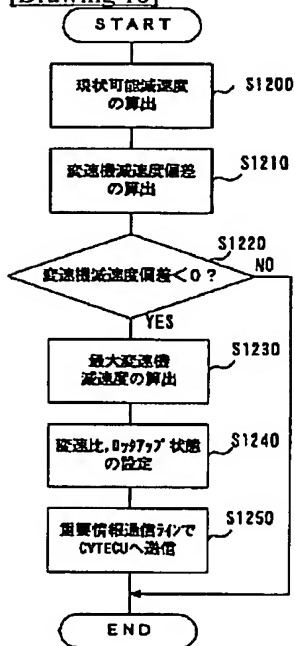 [Drawing 10]
START
現状可能減速度
の算出
S1200
変速機減速度偏差
の算出
S1210
S1220
変速機減速度偏差<0?
NO
YES
最大変速機
減速度の算出
S1230
変速比,ロックアップ状態
の設定
S1240
重要情報通信ラインで
CVTECUへ送信
S1250
END